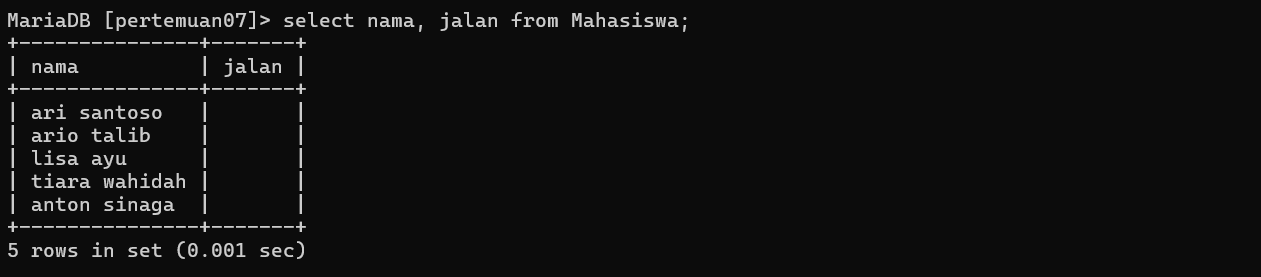 MariaDB [pertemuan07]> select nama, jalan from Mahasiswa;
+---------------+-------+
| nama          | jalan |
+---------------+-------+
| ari santoso   |       |
| ario talib    |       |
| lisa ayu      |       |
| tiara wahidah |       |
| anton sinaga  |       |
+---------------+-------+
5 rows in set (0.001 sec)